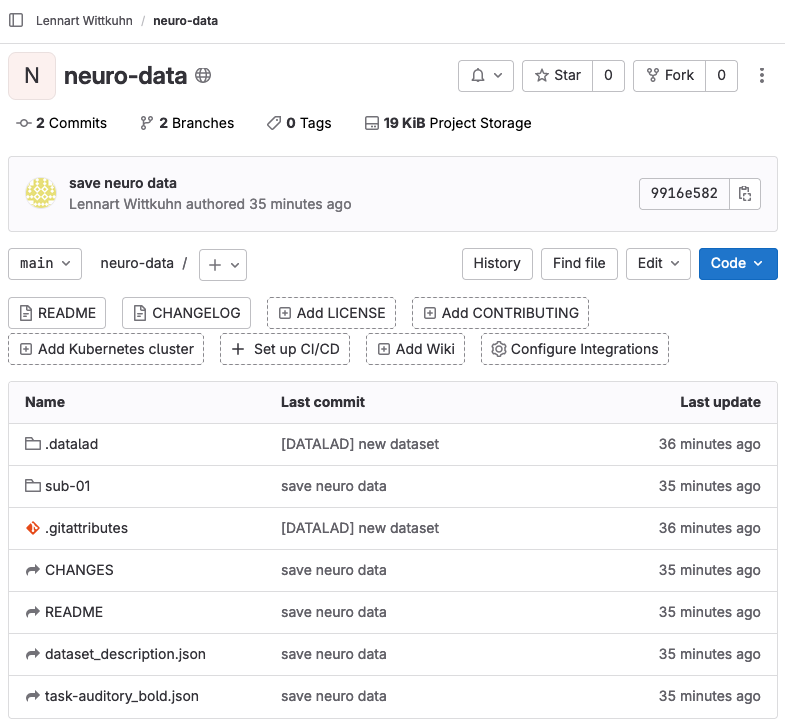 Lennart Wittkuhn / neuro-data
N neuro-data Star 0 Fork 0
2 Commits 2 Branches 0 Tags 19 KiB Project Storage
save neuro data
Lennart Wittkuhn authored 35 minutes ago
9916e582
main neuro-data / + History Find file Edit Code
README CHANGELOG Add LICENSE Add CONTRIBUTING
Add Kubernetes cluster Set up CI/CD Add Wiki Configure Integrations
Name Last commit Last update
.datalad [DATALAD] new dataset 36 minutes ago
sub-01 save neuro data 35 minutes ago
.gitattributes [DATALAD] new dataset 36 minutes ago
CHANGES save neuro data 35 minutes ago
README save neuro data 35 minutes ago
dataset_description.json save neuro data 35 minutes ago
task-auditory_bold.json save neuro data 35 minutes ago